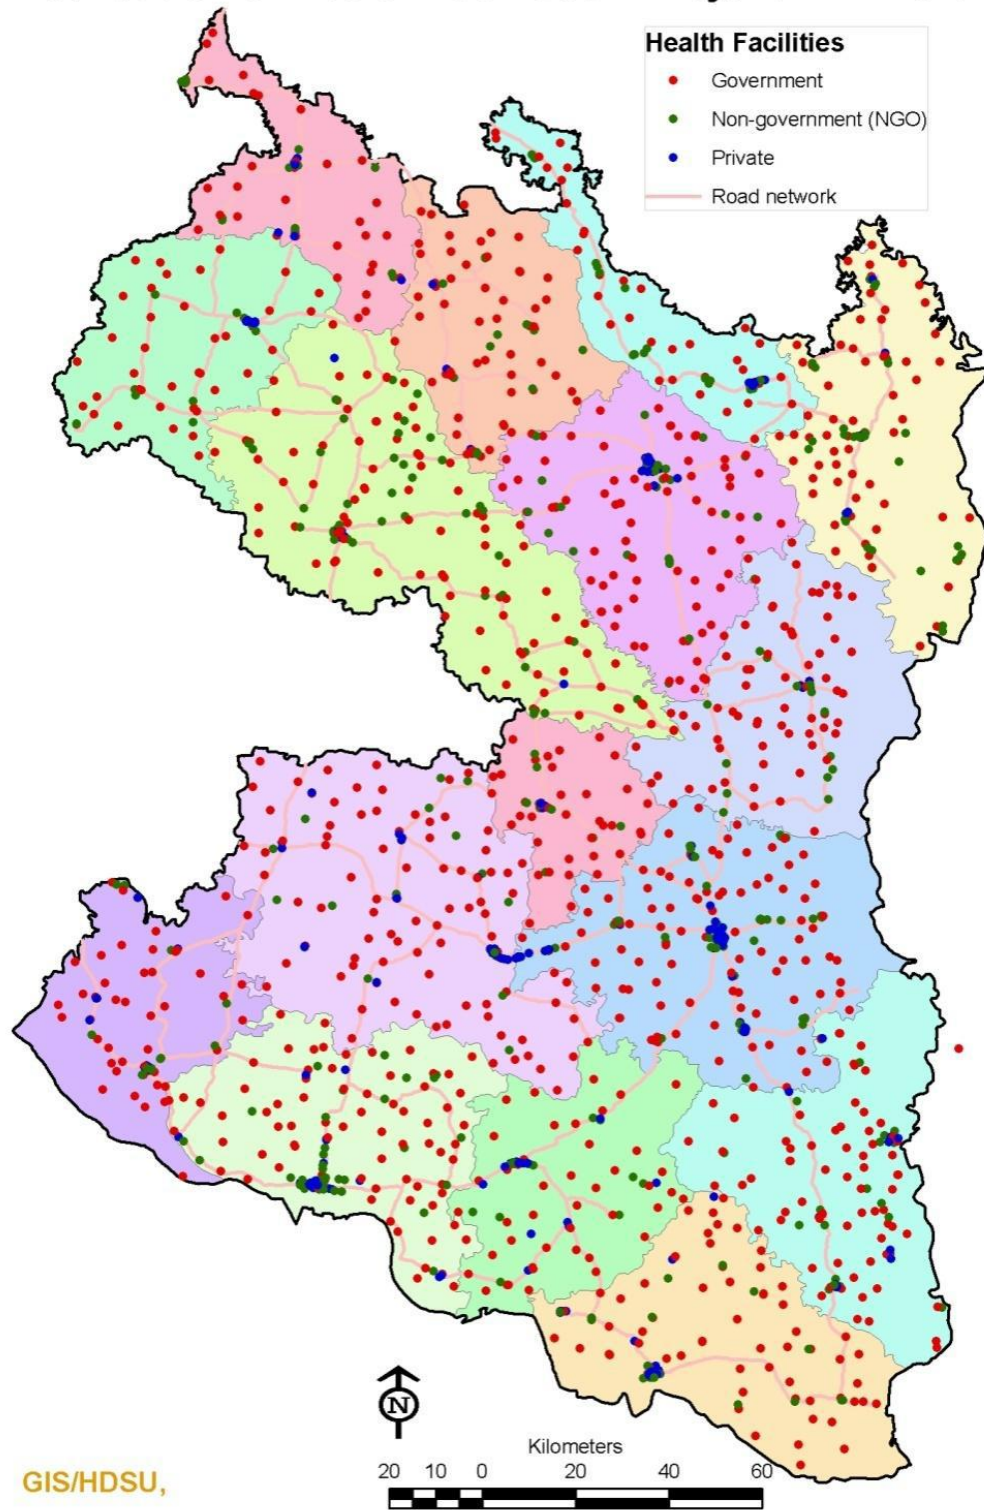 Health Facilities
Government
Non-government (NGO)
Private
Road network
N
Kilometers
20 10 0 20 40 60
GIS/HDSU,